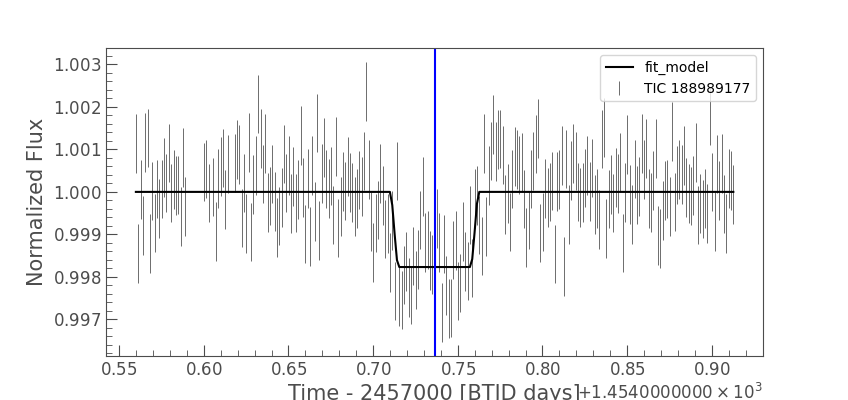 fit_model
TIC 188989177
1.003
1.002
1.001
1.000
0.999
0.998
0.997
Normalized Flux
0.55 0.60 0.65 0.70 0.75 0.80 0.85 0.90
Time - 2457000 [BTJD days]
+1.4540000000 × 10³